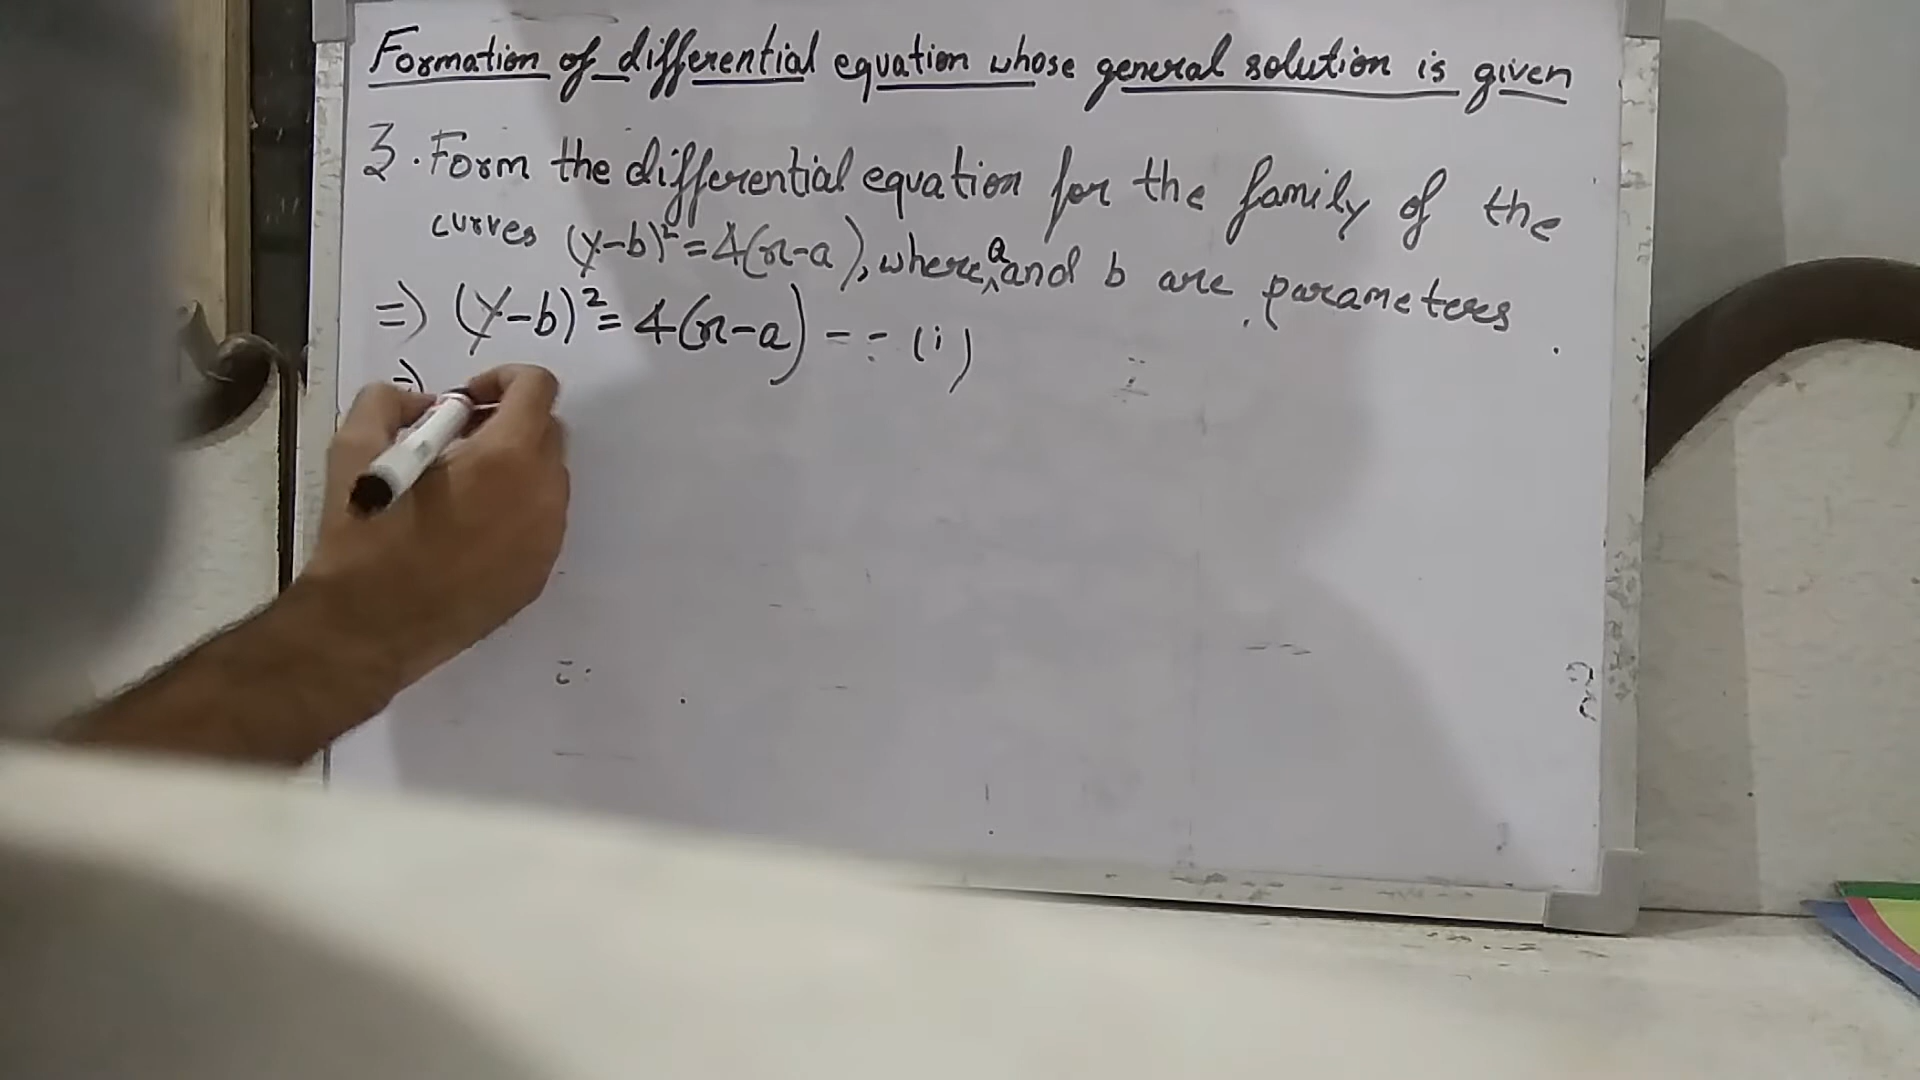 Formation of differential equation whose general solution is given
3. Form the differential equation for the family of the
curves (y-b)²=4(x-a), where a and b are parameters.
=> (y-b)²= 4(x-a) --- (i)
=>